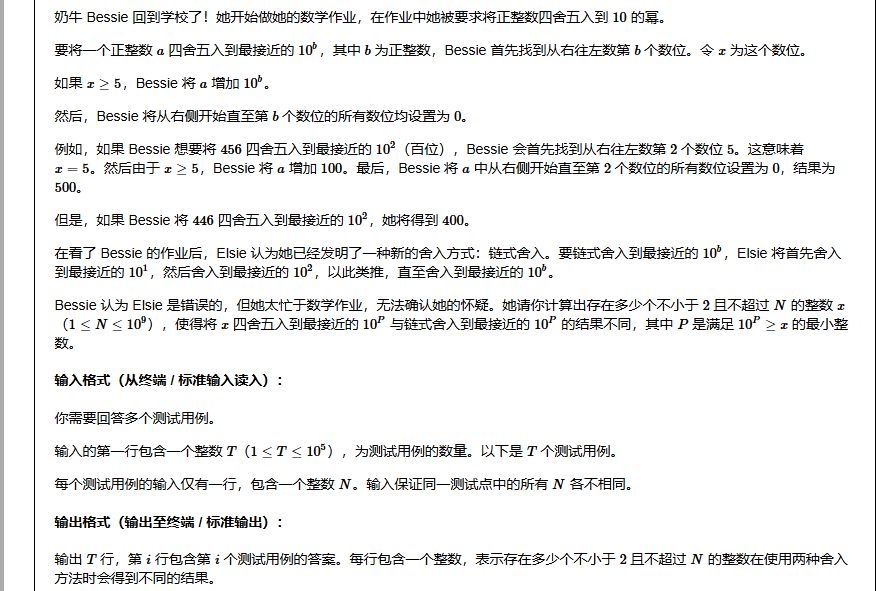 奶牛 Bessie 回到学校了！她开始做她的数学作业，在作业中她被要求将正整数四舍五入到 10 的幂。
要将一个正整数 a 四舍五入到最接近的 10^b，其中 b 为正整数，Bessie 首先找到从右往左数第 b 个数位。令 x 为这个数位。
如果 x ≥ 5，Bessie 将 a 增加 10^b。
然后，Bessie 将从右侧开始直至第 b 个数位的所有数位均设置为 0。
例如，如果 Bessie 想要将 456 四舍五入到最接近的 10^2（百位），Bessie 会首先找到从右往左数第 2 个数位 5。这意味着
x = 5。然后由于 x ≥ 5，Bessie 将 a 增加 100。最后，Bessie 将 a 中从右侧开始直至第 2 个数位的所有数位设置为 0，结果为
500。
但是，如果 Bessie 将 446 四舍五入到最接近的 10^2，她将得到 400。
在看了 Bessie 的作业后，Elsie 认为她已经发明了一种新的舍入方式：链式舍入。要链式舍入到最接近的 10^b，Elsie 将首先舍入
到最接近的 10^1，然后舍入到最接近的 10^2，以此类推，直至舍入到最接近的 10^b。
Bessie 认为 Elsie 是错误的，但她太忙于数学作业，无法确认她的怀疑。她请你计算出存在多少个不小于 2 且不超过 N 的整数 x
（1 ≤ N ≤ 10^9），使得将 x 四舍五入到最接近的 10^P 与链式舍入到最接近的 10^P 的结果不同，其中 P 是满足 10^P ≥ x 的最小整
数。
输入格式（从终端 / 标准输入读入）：
你需要回答多个测试用例。
输入的第一行包含一个整数 T（1 ≤ T ≤ 10^5），为测试用例的数量。以下是 T 个测试用例。
每个测试用例的输入仅有一行，包含一个整数 N。输入保证同一测试点中的所有 N 各不相同。
输出格式（输出至终端 / 标准输出）：
输出 T 行，第 i 行包含第 i 个测试用例的答案。每行包含一个整数，表示存在多少个不小于 2 且不超过 N 的整数在使用两种舍入
方法时会得到不同的结果。